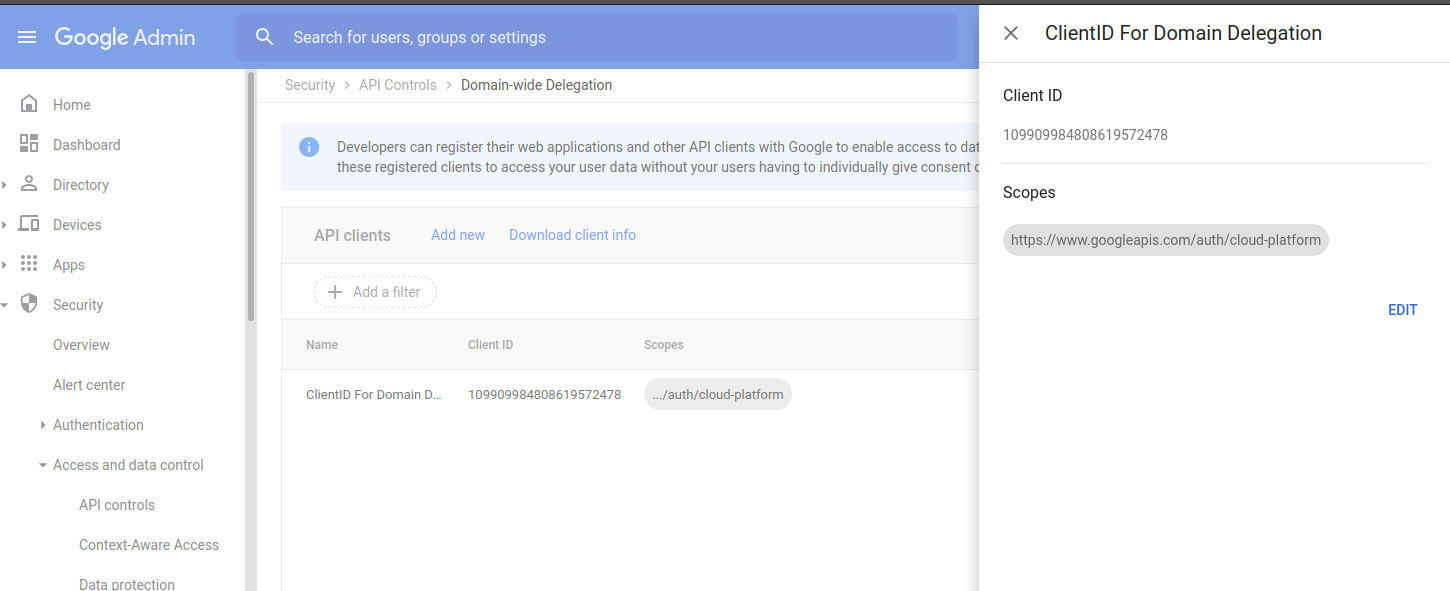 Google Admin
Search for users, groups or settings
Home
Dashboard
Directory
Devices
Apps
Security
Overview
Alert center
Authentication
Access and data control
API controls
Context-Aware Access
Data protection
Security > API Controls > Domain-wide Delegation
Developers can register their web applications and other API clients with Google to enable access to dat
these registered clients to access your user data without your users having to individually give consent
API clients Add new Download client info
Add a filter
Name Client ID Scopes
ClientID For Domain D... 109909984808619572478 .../auth/cloud-platform
ClientID For Domain Delegation
Client ID
109909984808619572478
Scopes
https://www.googleapis.com/auth/cloud-platform
EDIT